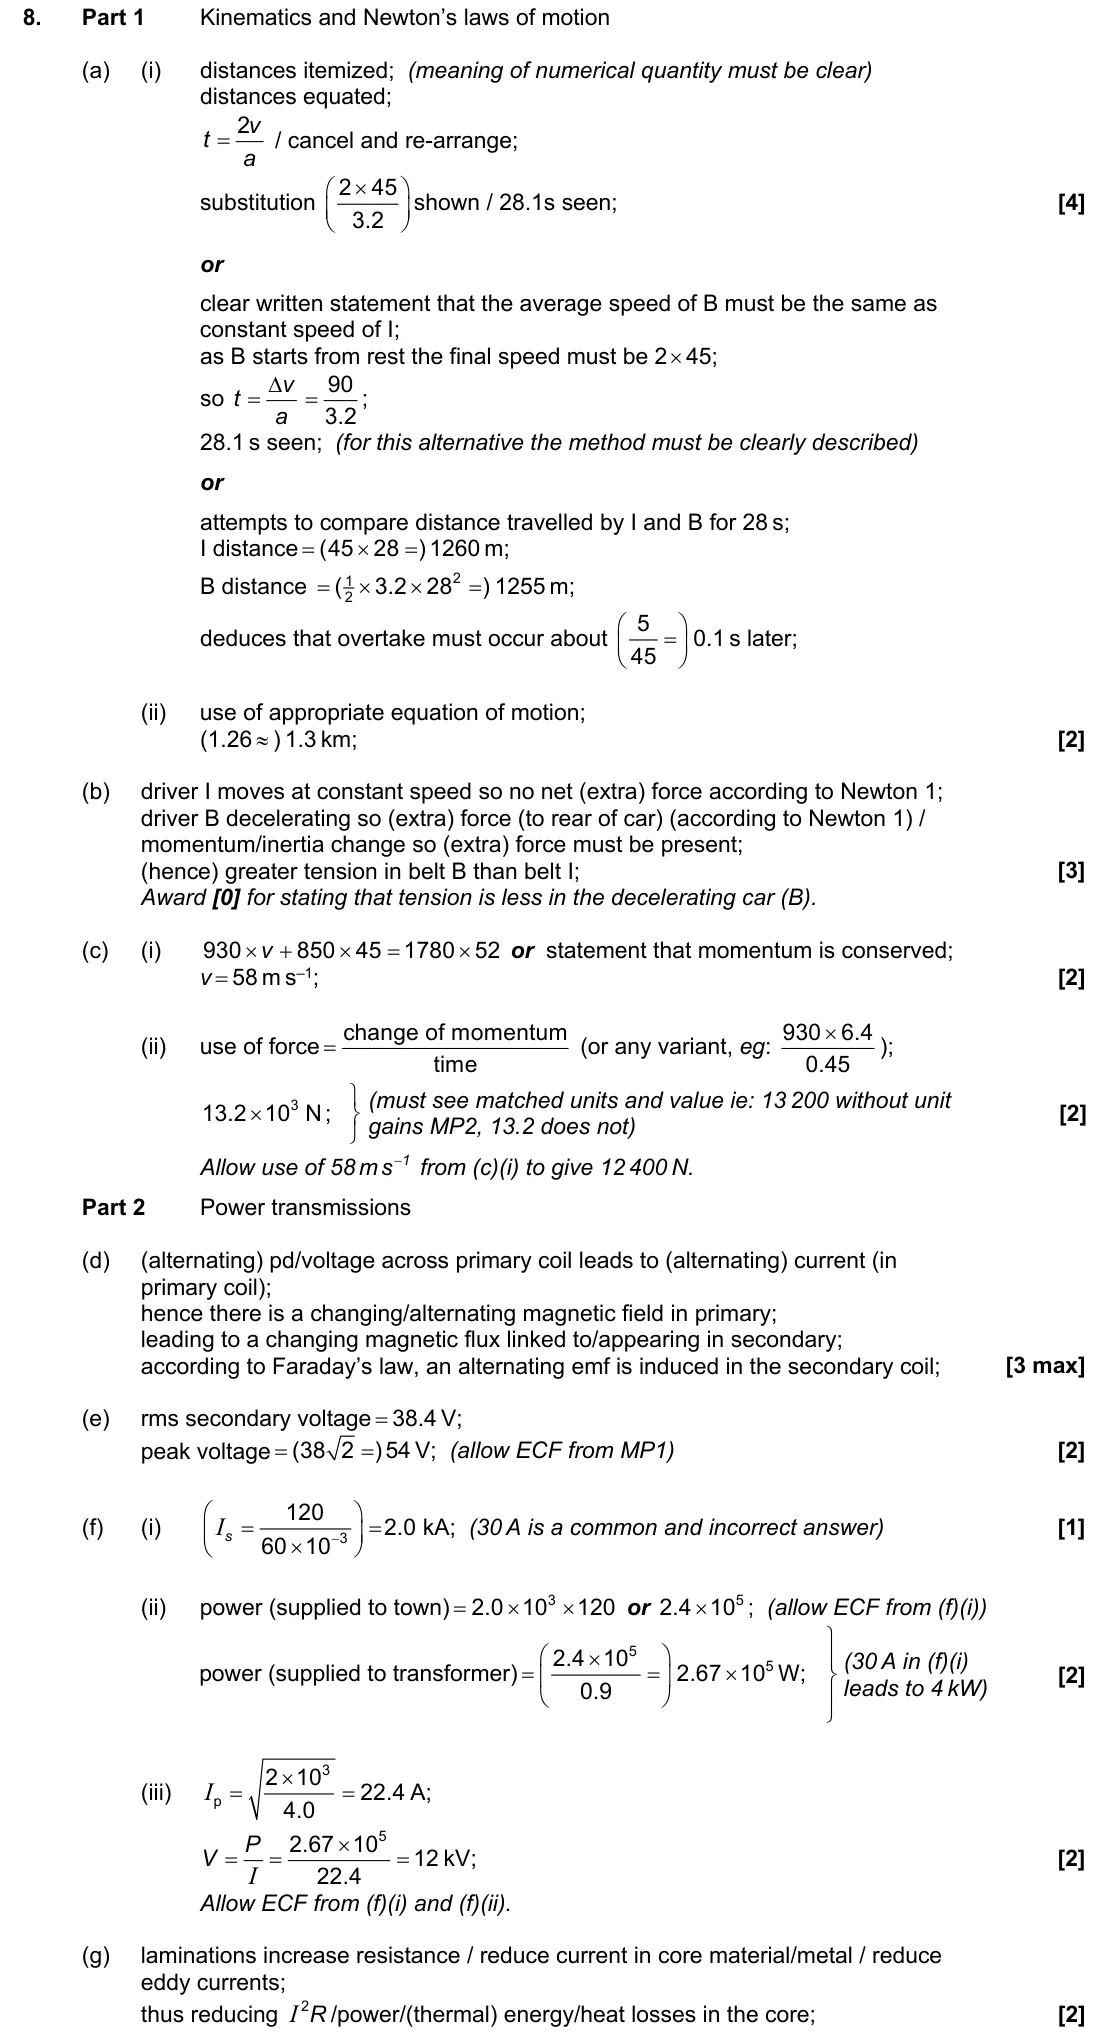 8. Part 1 Kinematics and Newton's laws of motion
(a) (i) distances itemized; (meaning of numerical quantity must be clear)
distances equated;
t = 2v/a / cancel and re-arrange;
substitution (2 × 45/3.2) shown / 28.1s seen; [4]
or
clear written statement that the average speed of B must be the same as
constant speed of I;
as B starts from rest the final speed must be 2 × 45;
so t = Δv/a = 90/3.2;
28.1 s seen; (for this alternative the method must be clearly described)
or
attempts to compare distance travelled by I and B for 28 s;
I distance = (45 × 28 =) 1260 m;
B distance = (½ × 3.2 × 28² =) 1255 m;
deduces that overtake must occur about (5/45 =) 0.1 s later;
(ii) use of appropriate equation of motion;
(1.26 ≈) 1.3 km; [2]
(b) driver I moves at constant speed so no net (extra) force according to Newton 1;
driver B decelerating so (extra) force (to rear of car) (according to Newton 1) /
momentum/inertia change so (extra) force must be present;
(hence) greater tension in belt B than belt I; [3]
Award [0] for stating that tension is less in the decelerating car (B).
(c) (i) 930 × v + 850 × 45 = 1780 × 52 or statement that momentum is conserved;
v = 58 m s⁻¹; [2]
(ii) use of force = change of momentum/time (or any variant, eg: 930 × 6.4/0.45);
13.2 × 10³ N; } (must see matched units and value ie: 13 200 without unit
gains MP2, 13.2 does not) [2]
Allow use of 58 m s⁻¹ from (c)(i) to give 12 400 N.
Part 2 Power transmissions
(d) (alternating) pd/voltage across primary coil leads to (alternating) current (in
primary coil);
hence there is a changing/alternating magnetic field in primary;
leading to a changing magnetic flux linked to/appearing in secondary;
according to Faraday's law, an alternating emf is induced in the secondary coil; [3 max]
(e) rms secondary voltage = 38.4 V;
peak voltage = (38√2 =) 54 V; (allow ECF from MP1) [2]
(f) (i) (Iₛ = 120/60 × 10⁻³) = 2.0 kA; (30 A is a common and incorrect answer) [1]
(ii) power (supplied to town) = 2.0 × 10³ × 120 or 2.4 × 10⁵; (allow ECF from (f)(i))
power (supplied to transformer) = (2.4 × 10⁵/0.9 =) 2.67 × 10⁵ W; } (30 A in (f)(i)
leads to 4 kW) [2]
(iii) Iₚ = √(2 × 10³/4.0) = 22.4 A;
V = P/I = 2.67 × 10⁵/22.4 = 12 kV; [2]
Allow ECF from (f)(i) and (f)(ii).
(g) laminations increase resistance / reduce current in core material/metal / reduce
eddy currents;
thus reducing I²R/power/(thermal) energy/heat losses in the core; [2]